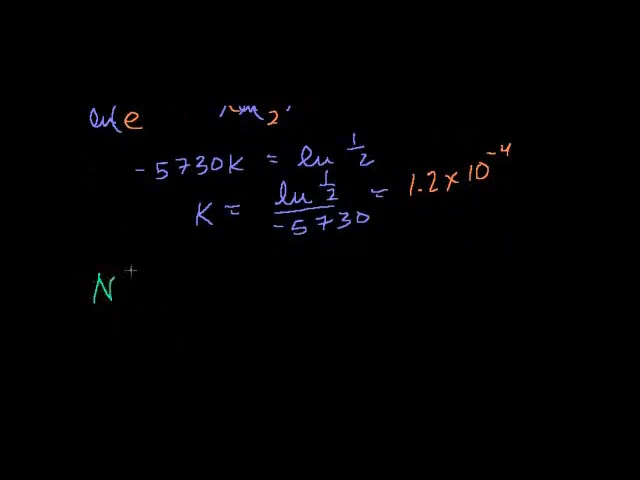 -5730K = ln 1/2
K = ln 1/2 / -5730 = 1.2 × 10^-4
N